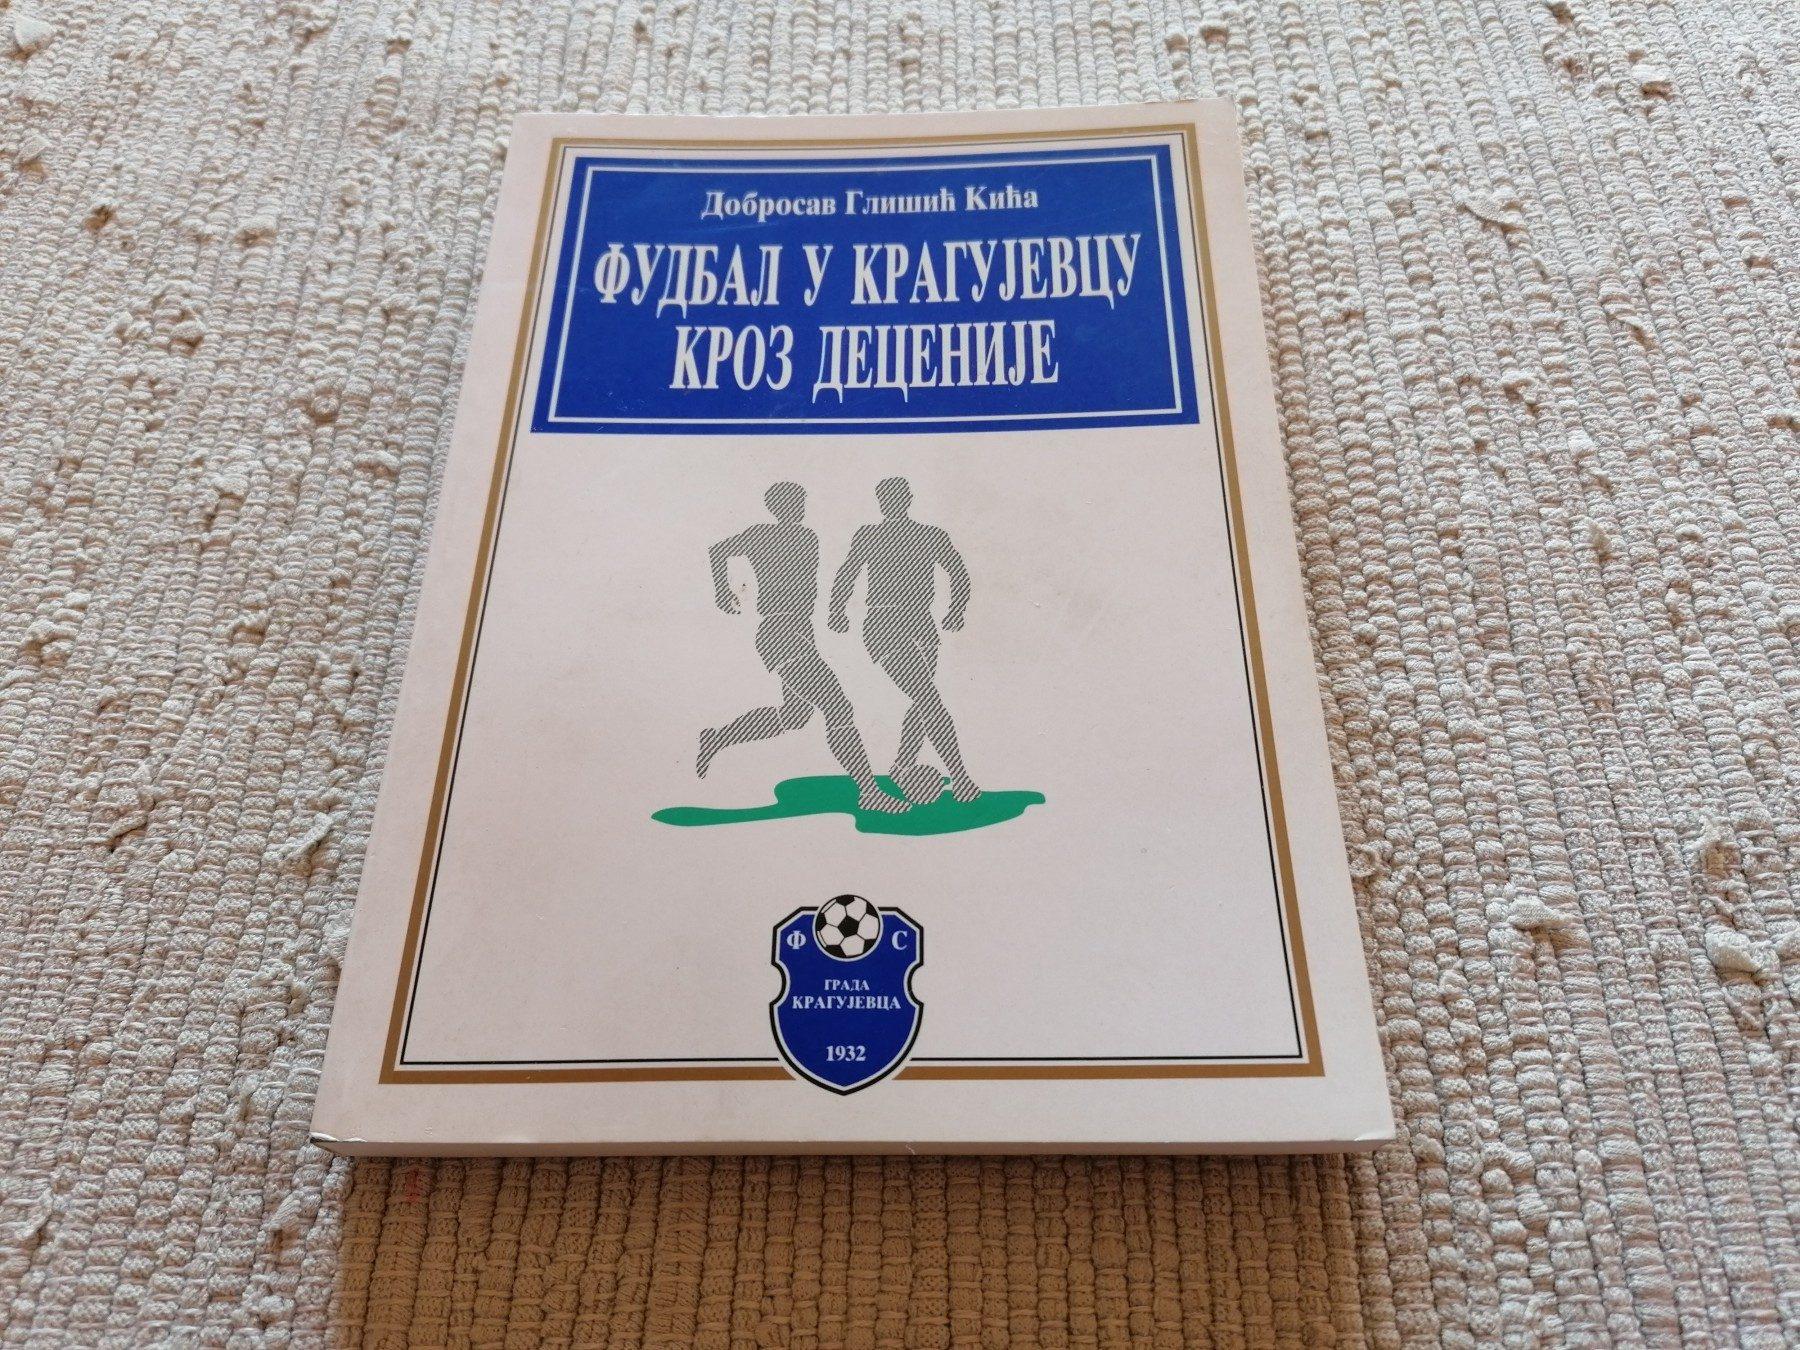 Добросав Глишић Кића
ФУДБАЛ У КРАГУЈЕВЦУ
КРОЗ ДЕЦЕНИЈЕ
Ф С
ГРАДА
КРАГУЈЕВЦА
1932